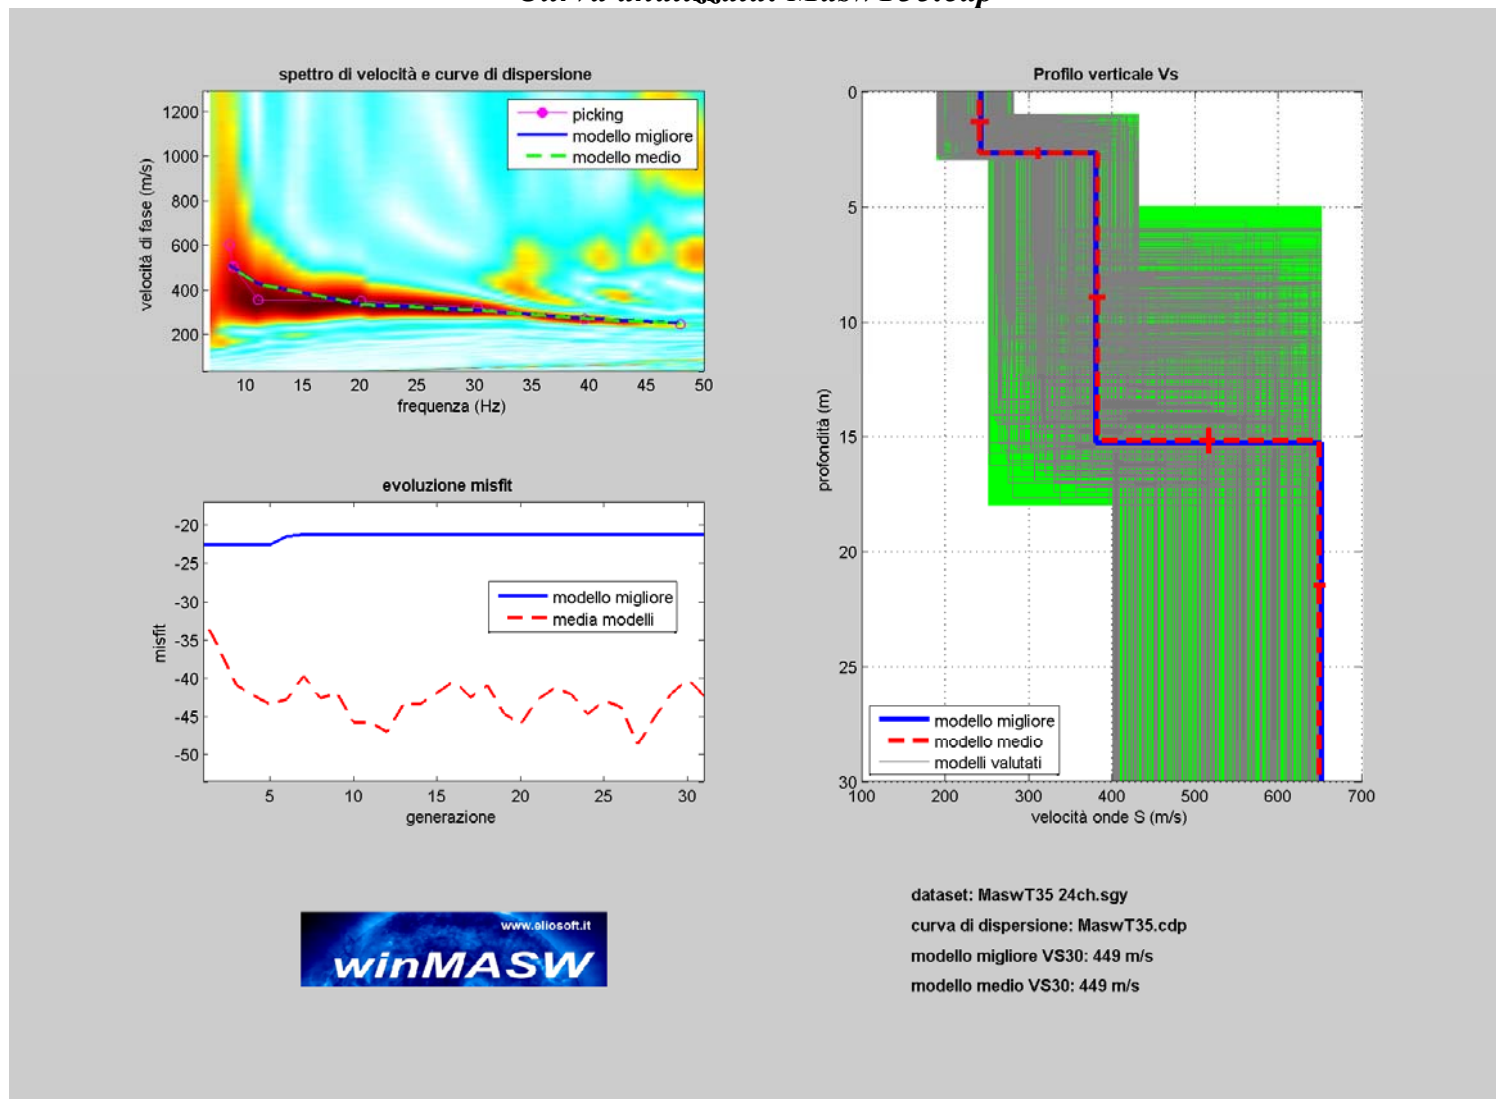 Curva analizzata: MaswT35.cdp
spettro di velocità e curve di dispersione
1200
1000
800
600
400
200
velocità di fase (m/s)
picking
modello migliore
modello medio
10 15 20 25 30 35 40 45 50
frequenza (Hz)
evoluzione misfit
-20
-25
-30
-35
-40
-45
-50
misfit
modello migliore
media modelli
5 10 15 20 25 30
generazione
Profilo verticale Vs
0
5
10
15
20
25
30
profondità (m)
modello migliore
modello medio
modelli valutati
100 200 300 400 500 600 700
velocità onde S (m/s)
www.eliosoft.it
winMASW
dataset: MaswT35 24ch.sgy
curva di dispersione: MaswT35.cdp
modello migliore VS30: 449 m/s
modello medio VS30: 449 m/s